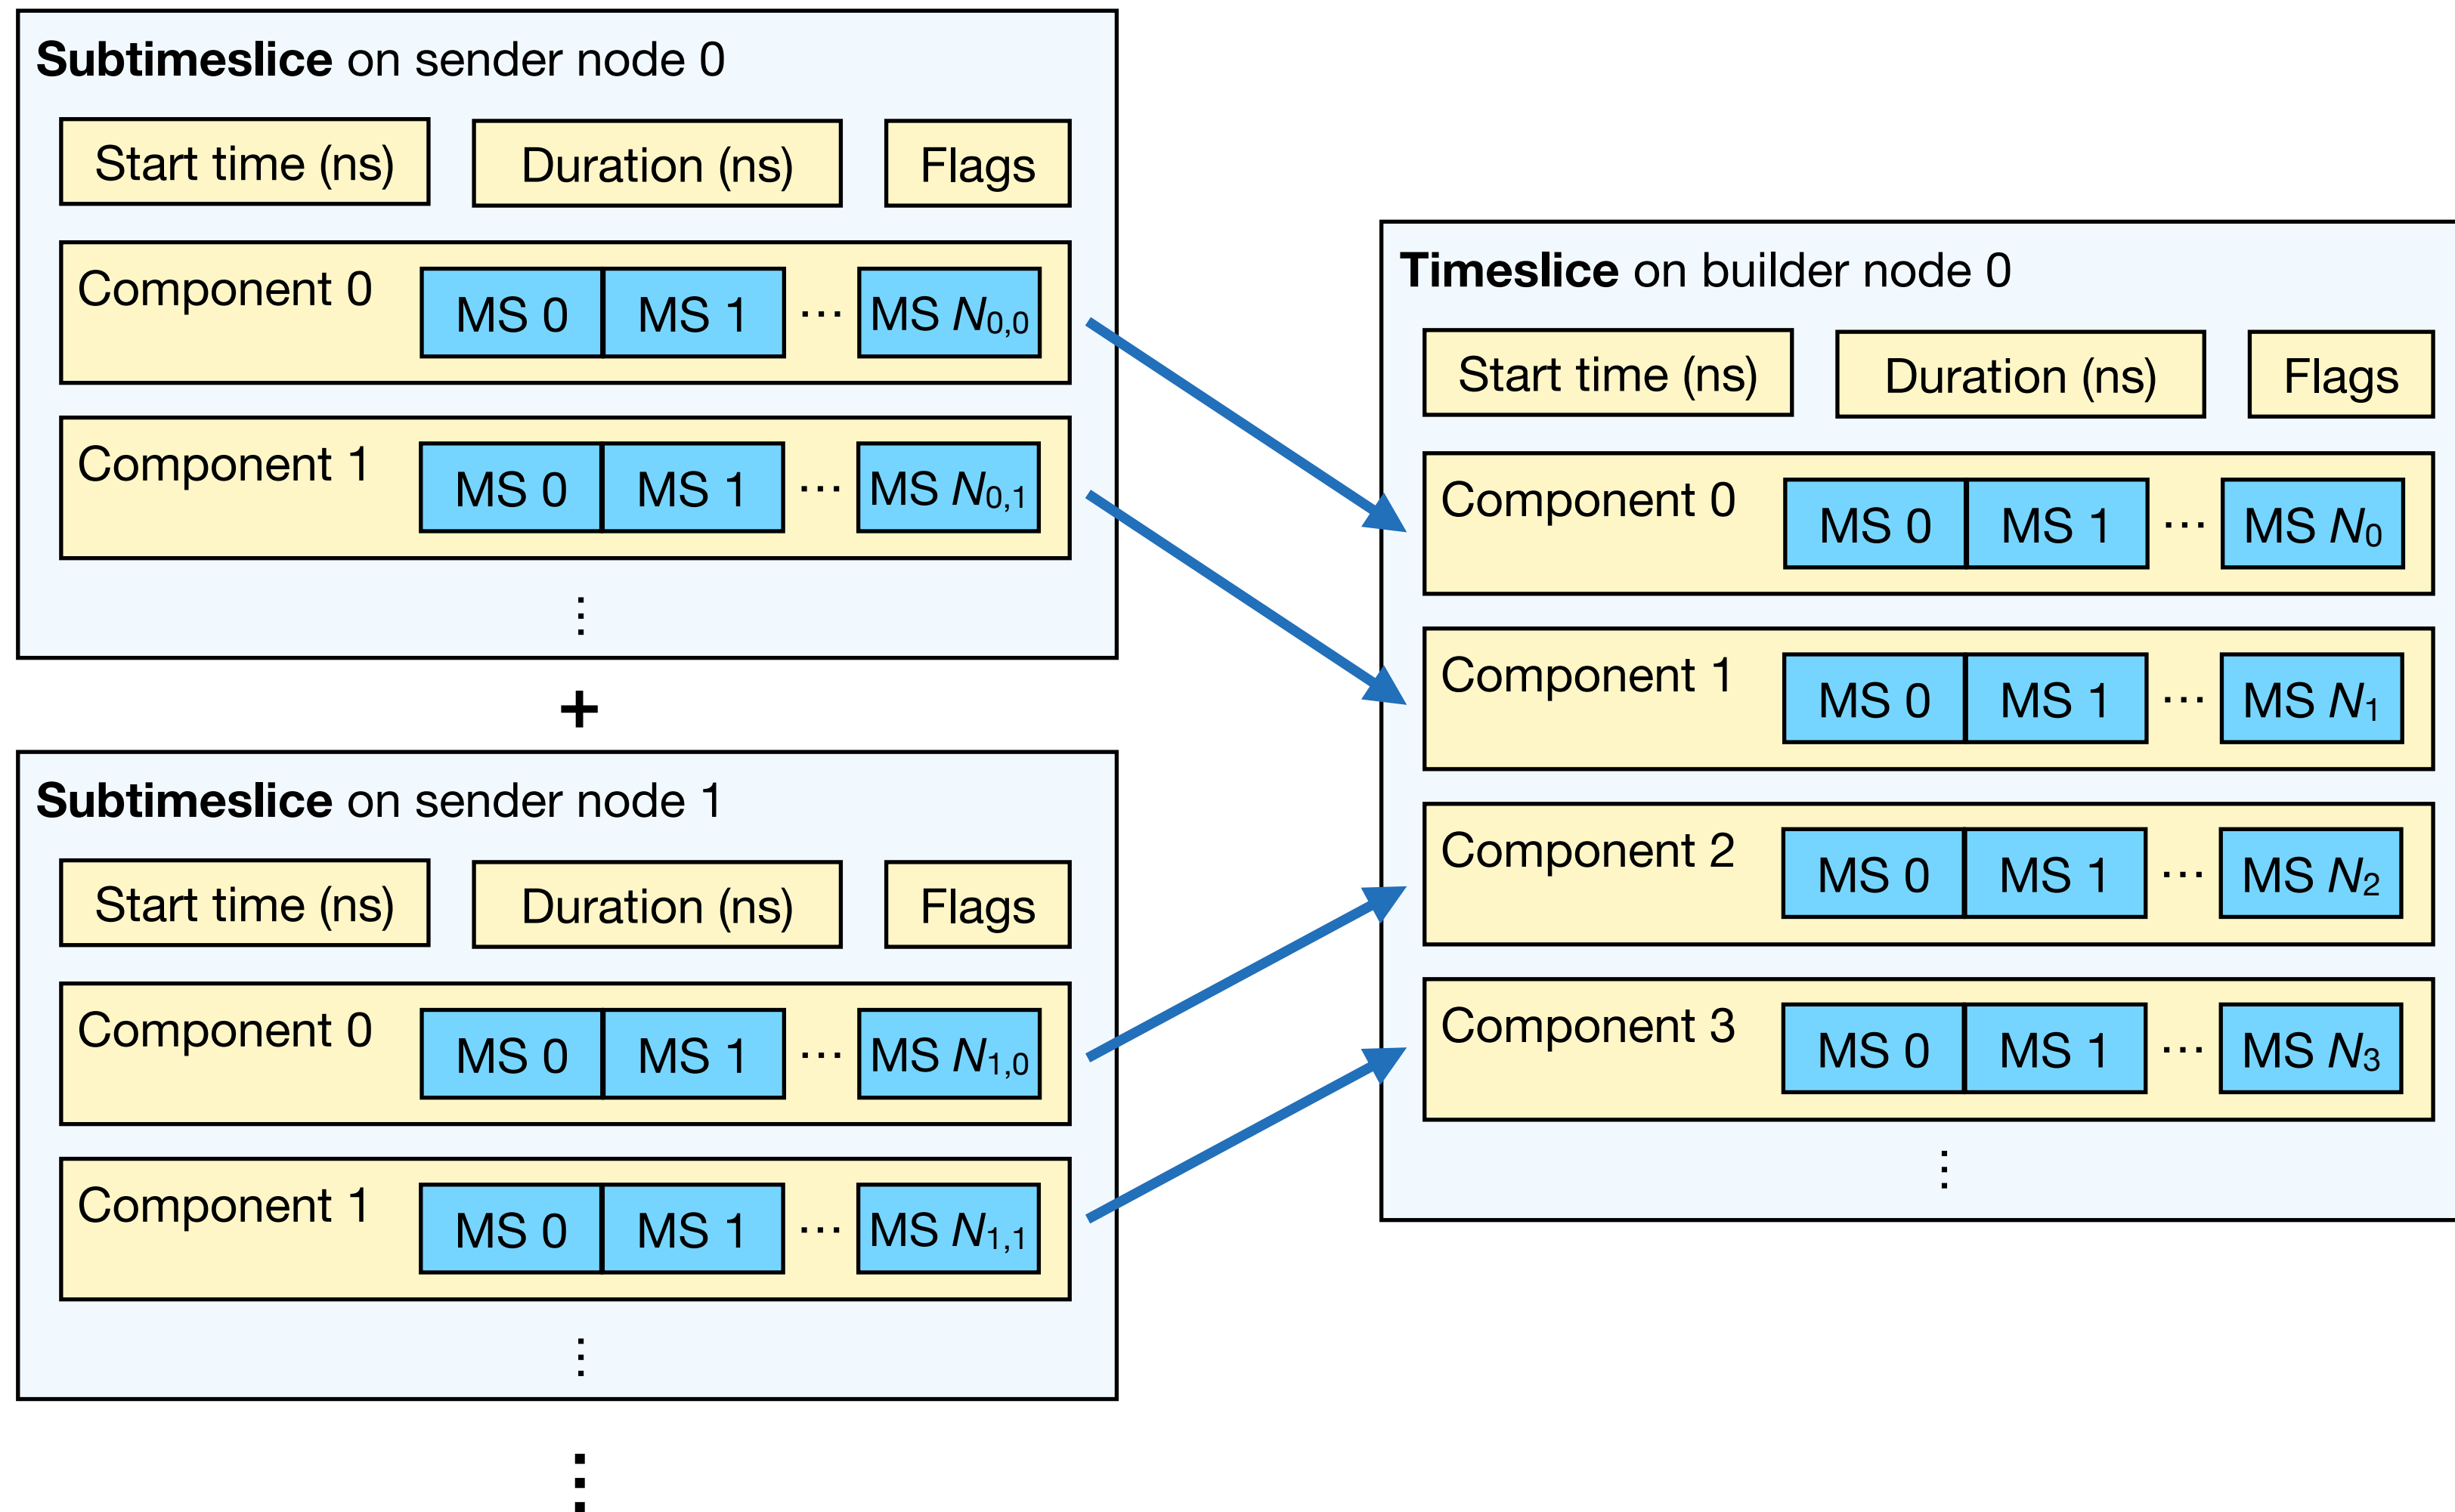 Subtimeslice on sender node 0
Start time (ns) Duration (ns) Flags
Component 0 MS 0 MS 1 ... MS N0,0
Component 1 MS 0 MS 1 ... MS N0,1
⋮
+
Subtimeslice on sender node 1
Start time (ns) Duration (ns) Flags
Component 0 MS 0 MS 1 ... MS N1,0
Component 1 MS 0 MS 1 ... MS N1,1
⋮
⋮
Timeslice on builder node 0
Start time (ns) Duration (ns) Flags
Component 0 MS 0 MS 1 ... MS N0
Component 1 MS 0 MS 1 ... MS N1
Component 2 MS 0 MS 1 ... MS N2
Component 3 MS 0 MS 1 ... MS N3
⋮